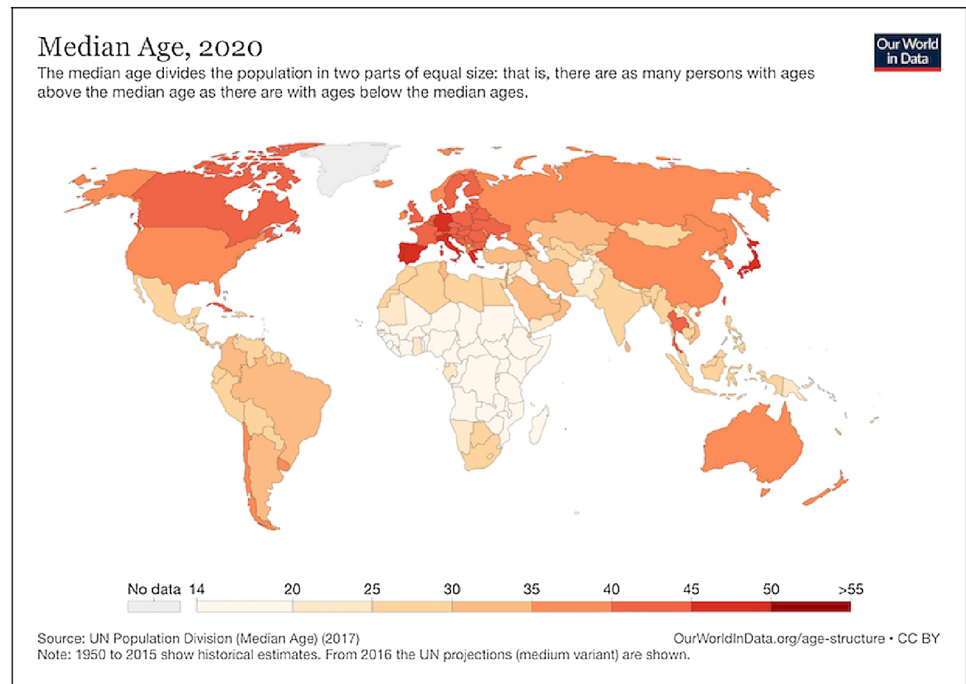 Median Age, 2020
Our World
in Data
The median age divides the population in two parts of equal size: that is, there are as many persons with ages
above the median age as there are with ages below the median ages.
No data 14 20 25 30 35 40 45 50 >55
Source: UN Population Division (Median Age) (2017)
OurWorldInData.org/age-structure • CC BY
Note: 1950 to 2015 show historical estimates. From 2016 the UN projections (medium variant) are shown.